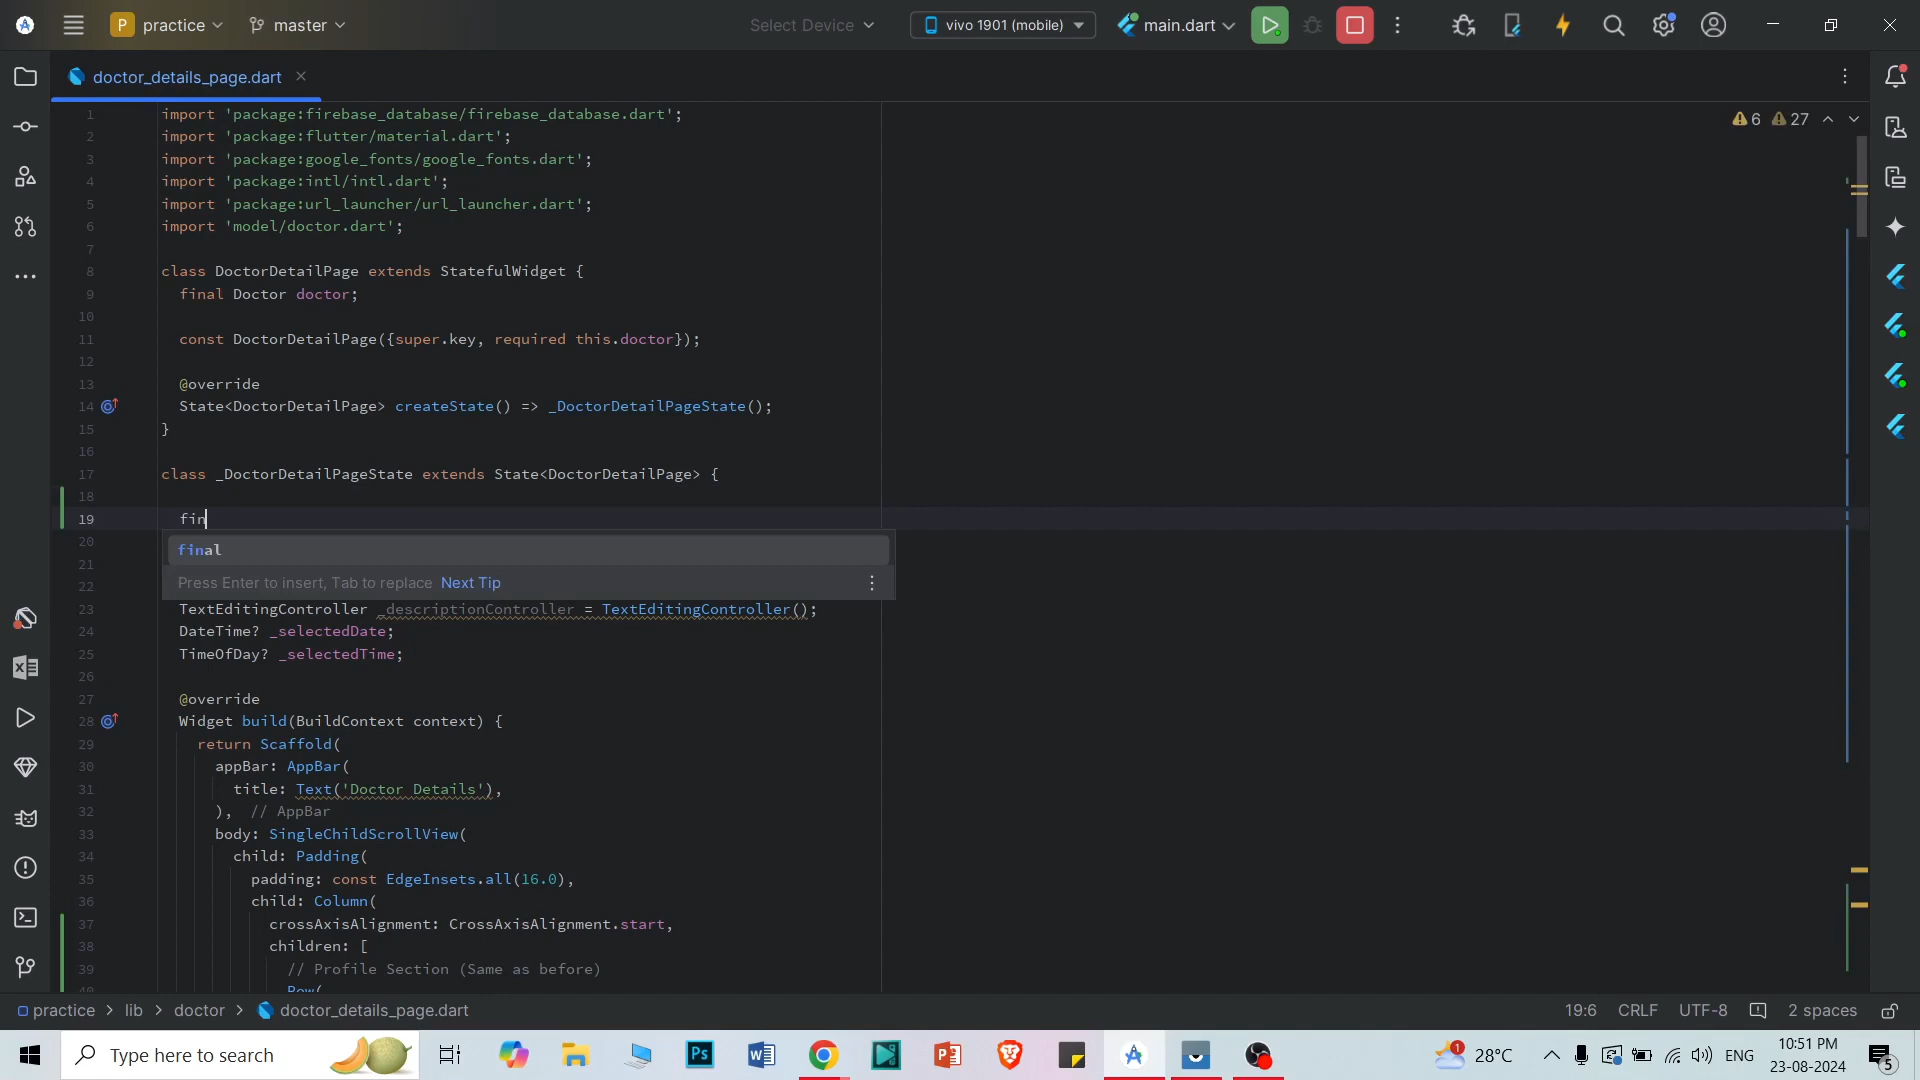 P practice master Select Device vivo 1901 (mobile) main.dart
doctor_details_page.dart
6 27
1 import 'package:firebase_database/firebase_database.dart';
2 import 'package:flutter/material.dart';
3 import 'package:google_fonts/google_fonts.dart';
4 import 'package:intl/intl.dart';
5 import 'package:url_launcher/url_launcher.dart';
6 import 'model/doctor.dart';
7
8 class DoctorDetailPage extends StatefulWidget {
9 final Doctor doctor;
10
11 const DoctorDetailPage({super.key, required this.doctor});
12
13 @override
14 State<DoctorDetailPage> createState() => _DoctorDetailPageState();
15 }
16
17 class _DoctorDetailPageState extends State<DoctorDetailPage> {
18
19 fin
20
final
21
Press Enter to insert, Tab to replace Next Tip
22
23 TextEditingController _descriptionController = TextEditingController();
24 DateTime? _selectedDate;
25 TimeOfDay? _selectedTime;
26
27 @override
28 Widget build(BuildContext context) {
29 return Scaffold(
30 appBar: AppBar(
31 title: Text('Doctor Details'),
32 ), // AppBar
33 body: SingleChildScrollView(
34 child: Padding(
35 padding: const EdgeInsets.all(16.0),
36 child: Column(
37 crossAxisAlignment: CrossAxisAlignment.start,
38 children: [
39 // Profile Section (Same as before)
40 Row(
practice > lib > doctor > doctor_details_page.dart 19:6 CRLF UTF-8 2 spaces
Type here to search 1 28°C ENG 10:51 PM
23-08-2024 5